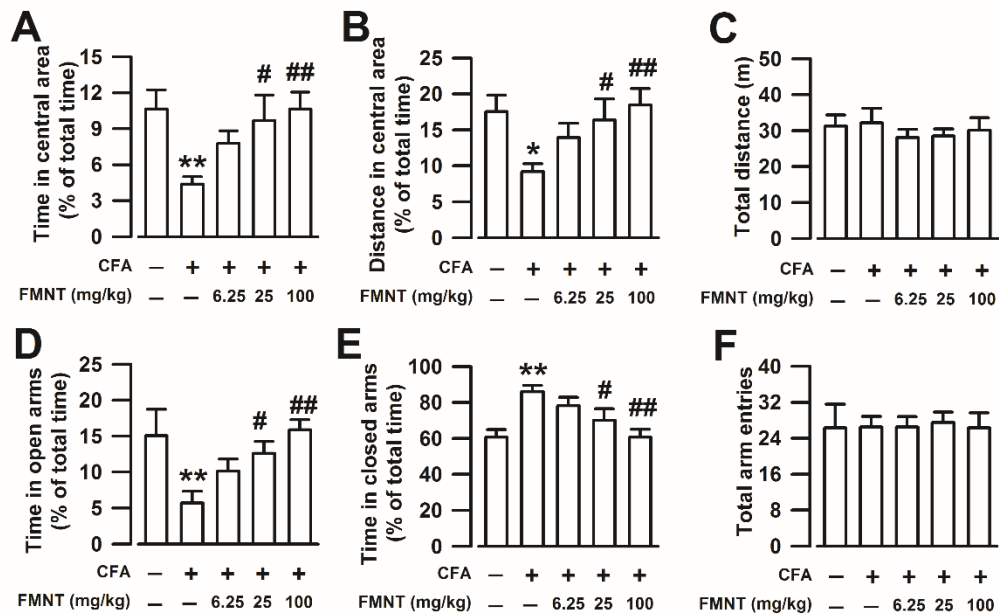 A
Time in central area
(% of total time)
15
12
9
6
3
0
**
#
##
CFA – + + + +
FMNT (mg/kg) – – 6.25 25 100
B
Distance in central area
(% of total time)
25
20
15
10
5
0
*
#
##
CFA – + + + +
FMNT (mg/kg) – – 6.25 25 100
C
Total distance (m)
50
40
30
20
10
0
CFA – + + + +
FMNT (mg/kg) – – 6.25 25 100
D
Time in open arms
(% of total time)
25
20
15
10
5
0
**
#
##
CFA – + + + +
FMNT (mg/kg) – – 6.25 25 100
E
Time in closed arms
(% of total time)
100
80
60
40
20
0
**
#
##
CFA – + + + +
FMNT (mg/kg) – – 6.25 25 100
F
Total arm entries
40
32
24
16
8
0
CFA – + + + +
FMNT (mg/kg) – – 6.25 25 100